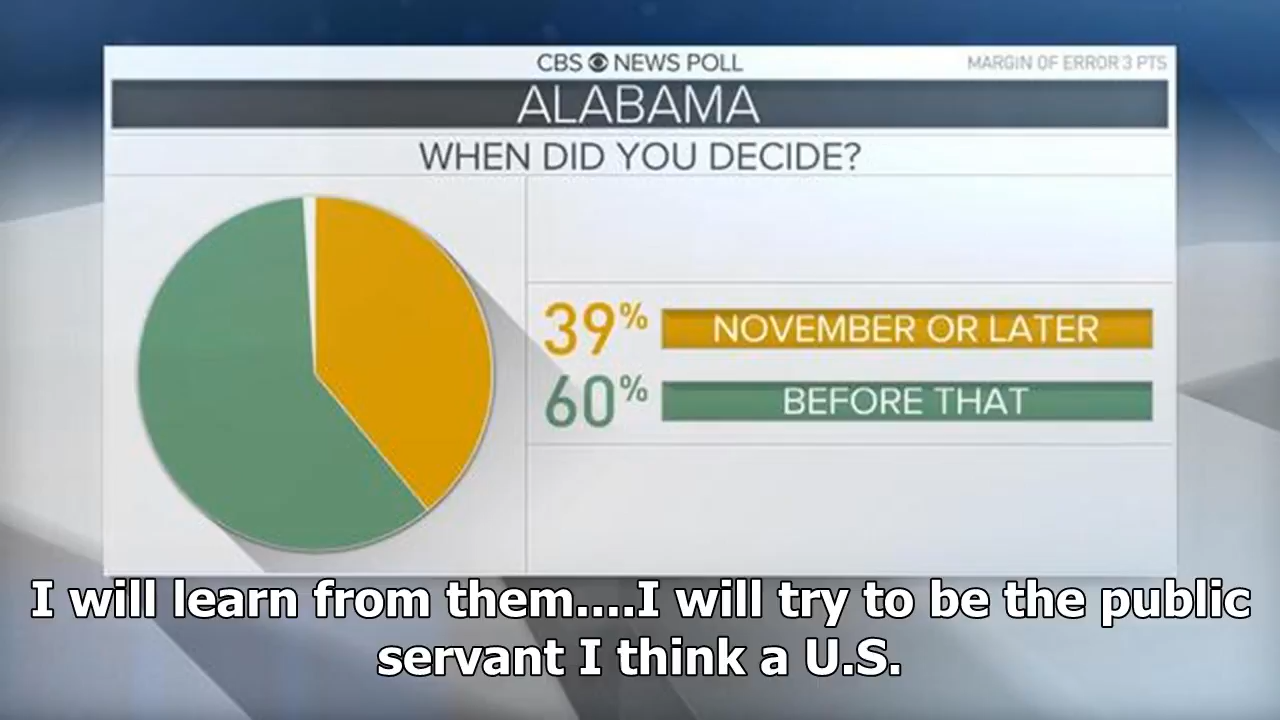 CBS NEWS POLL
MARGIN OF ERROR 3 PTS
ALABAMA
WHEN DID YOU DECIDE?
39% NOVEMBER OR LATER
60% BEFORE THAT
I will learn from them....I will try to be the public
servant I think a U.S.